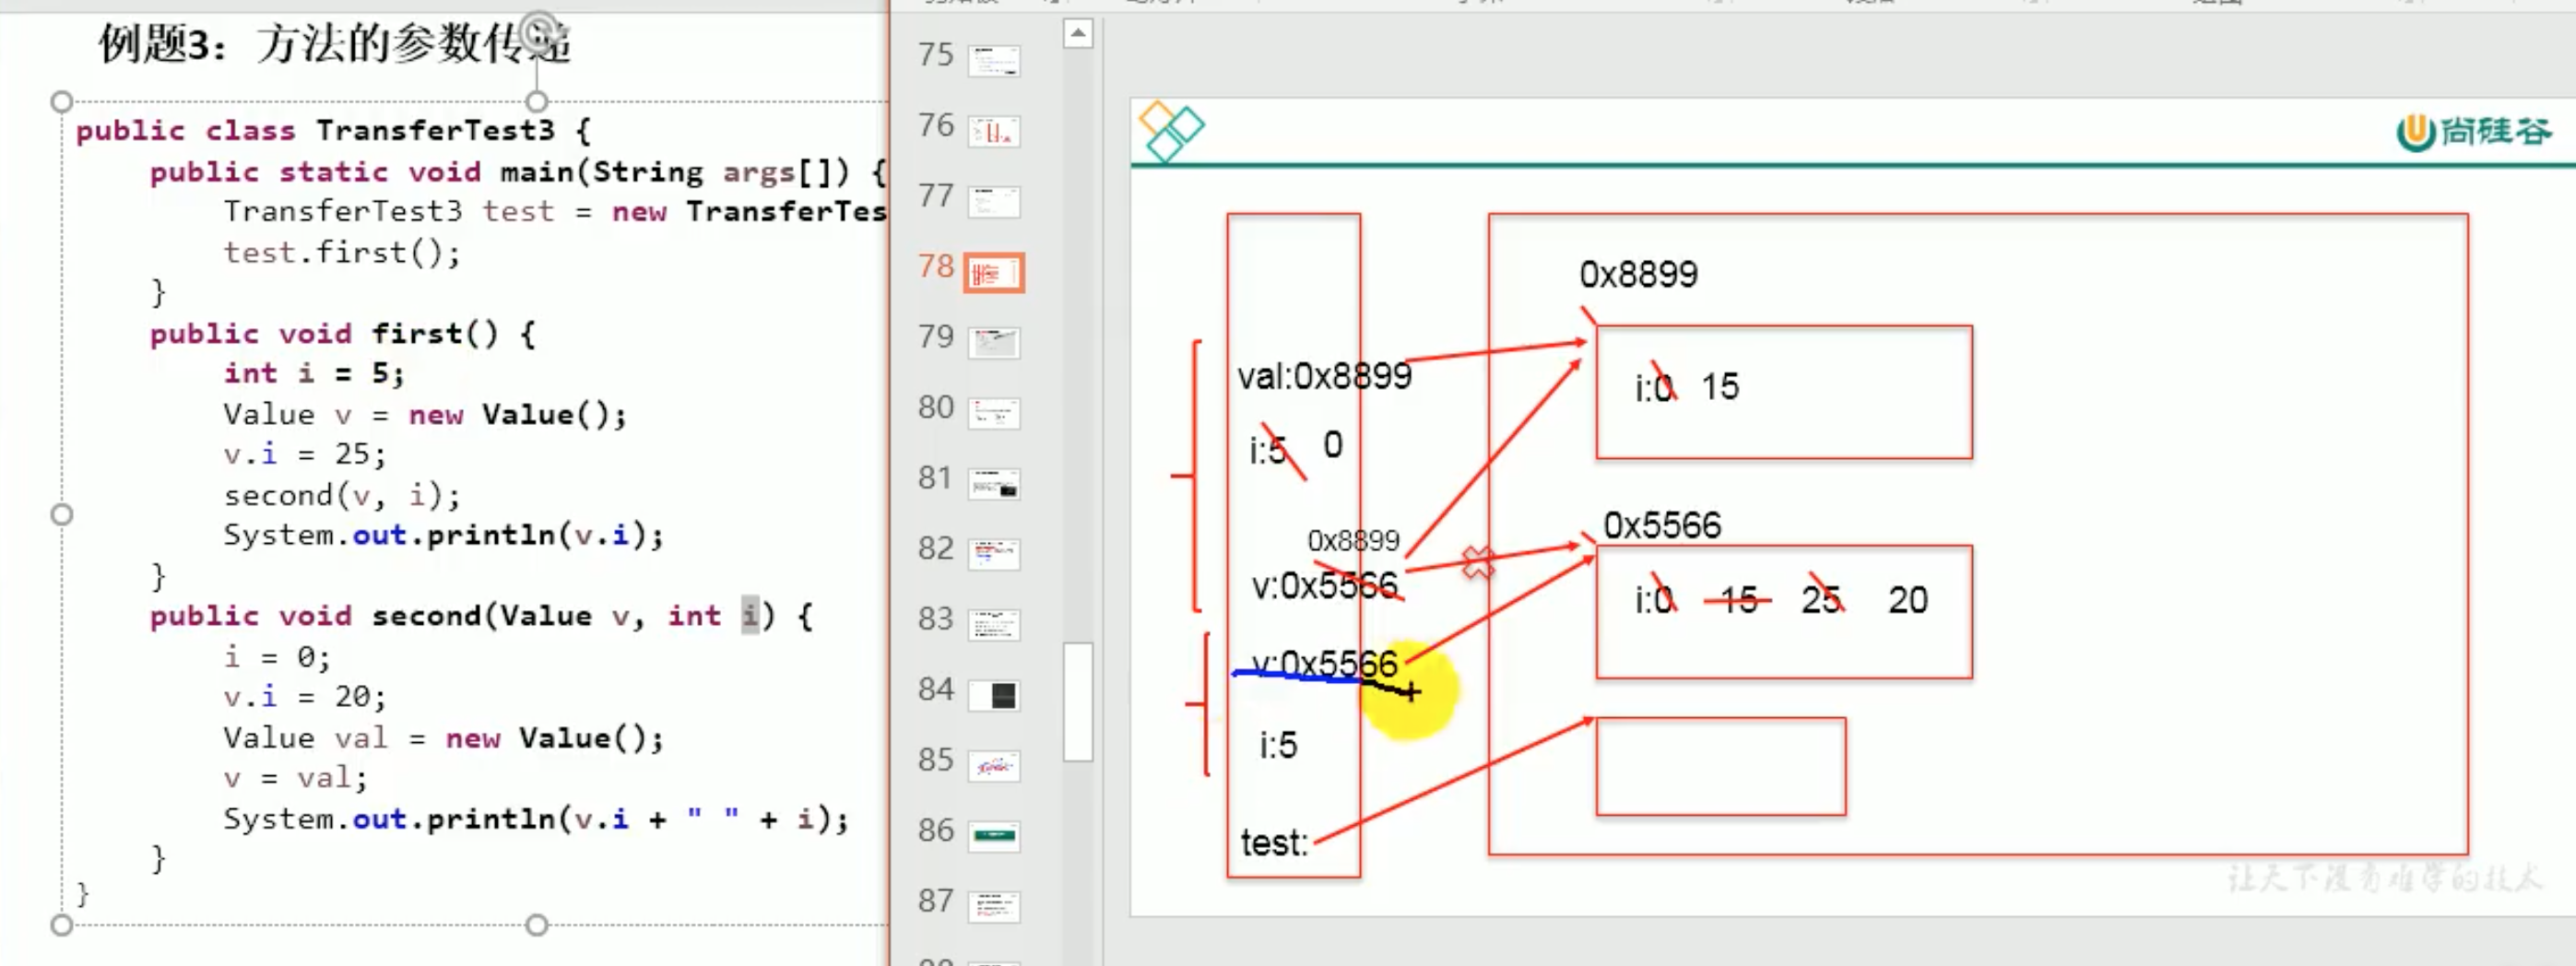 例题3：方法的参数传递
public class TransferTest3 {
public static void main(String args[]) {
TransferTest3 test = new TransferTes
test.first();
}
public void first() {
int i = 5;
Value v = new Value();
v.i = 25;
second(v, i);
System.out.println(v.i);
}
public void second(Value v, int i) {
i = 0;
v.i = 20;
Value val = new Value();
v = val;
System.out.println(v.i + " " + i);
}
}
75
76
77
78
79
80
81
82
83
84
85
86
87
尚硅谷
0x8899
val:0x8899
i:0 15
i:5 0
0x8899
v:0x5566
0x5566
i:0 15 25 20
v:0x5566
i:5
test:
让天下没有难学的技术